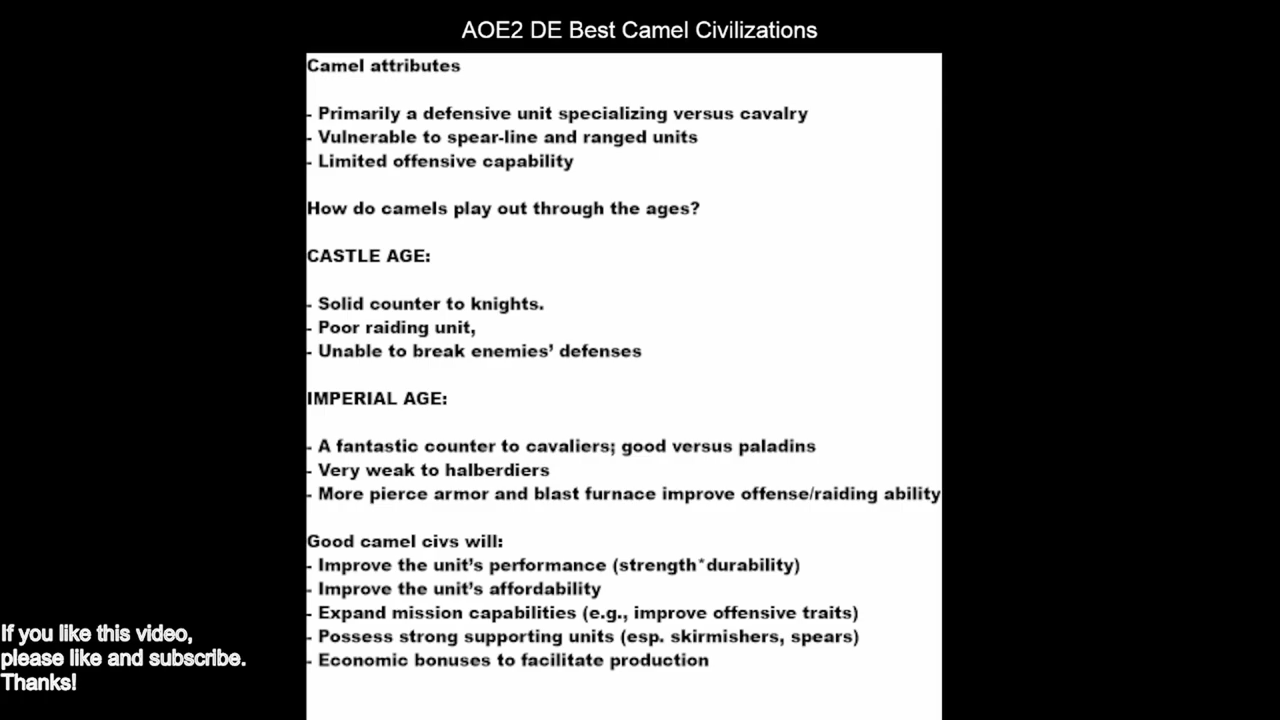 AOE2 DE Best Camel Civilizations
Camel attributes
- Primarily a defensive unit specializing versus cavalry
- Vulnerable to spear-line and ranged units
- Limited offensive capability
How do camels play out through the ages?
CASTLE AGE:
- Solid counter to knights.
- Poor raiding unit,
- Unable to break enemies’ defenses
IMPERIAL AGE:
- A fantastic counter to cavaliers; good versus paladins
- Very weak to halberdiers
- More pierce armor and blast furnace improve offense/raiding ability
Good camel civs will:
- Improve the unit’s performance (strength*durability)
- Improve the unit’s affordability
- Expand mission capabilities (e.g., improve offensive traits)
- Possess strong supporting units (esp. skirmishers, spears)
- Economic bonuses to facilitate production
If you like this video,
please like and subscribe.
Thanks!